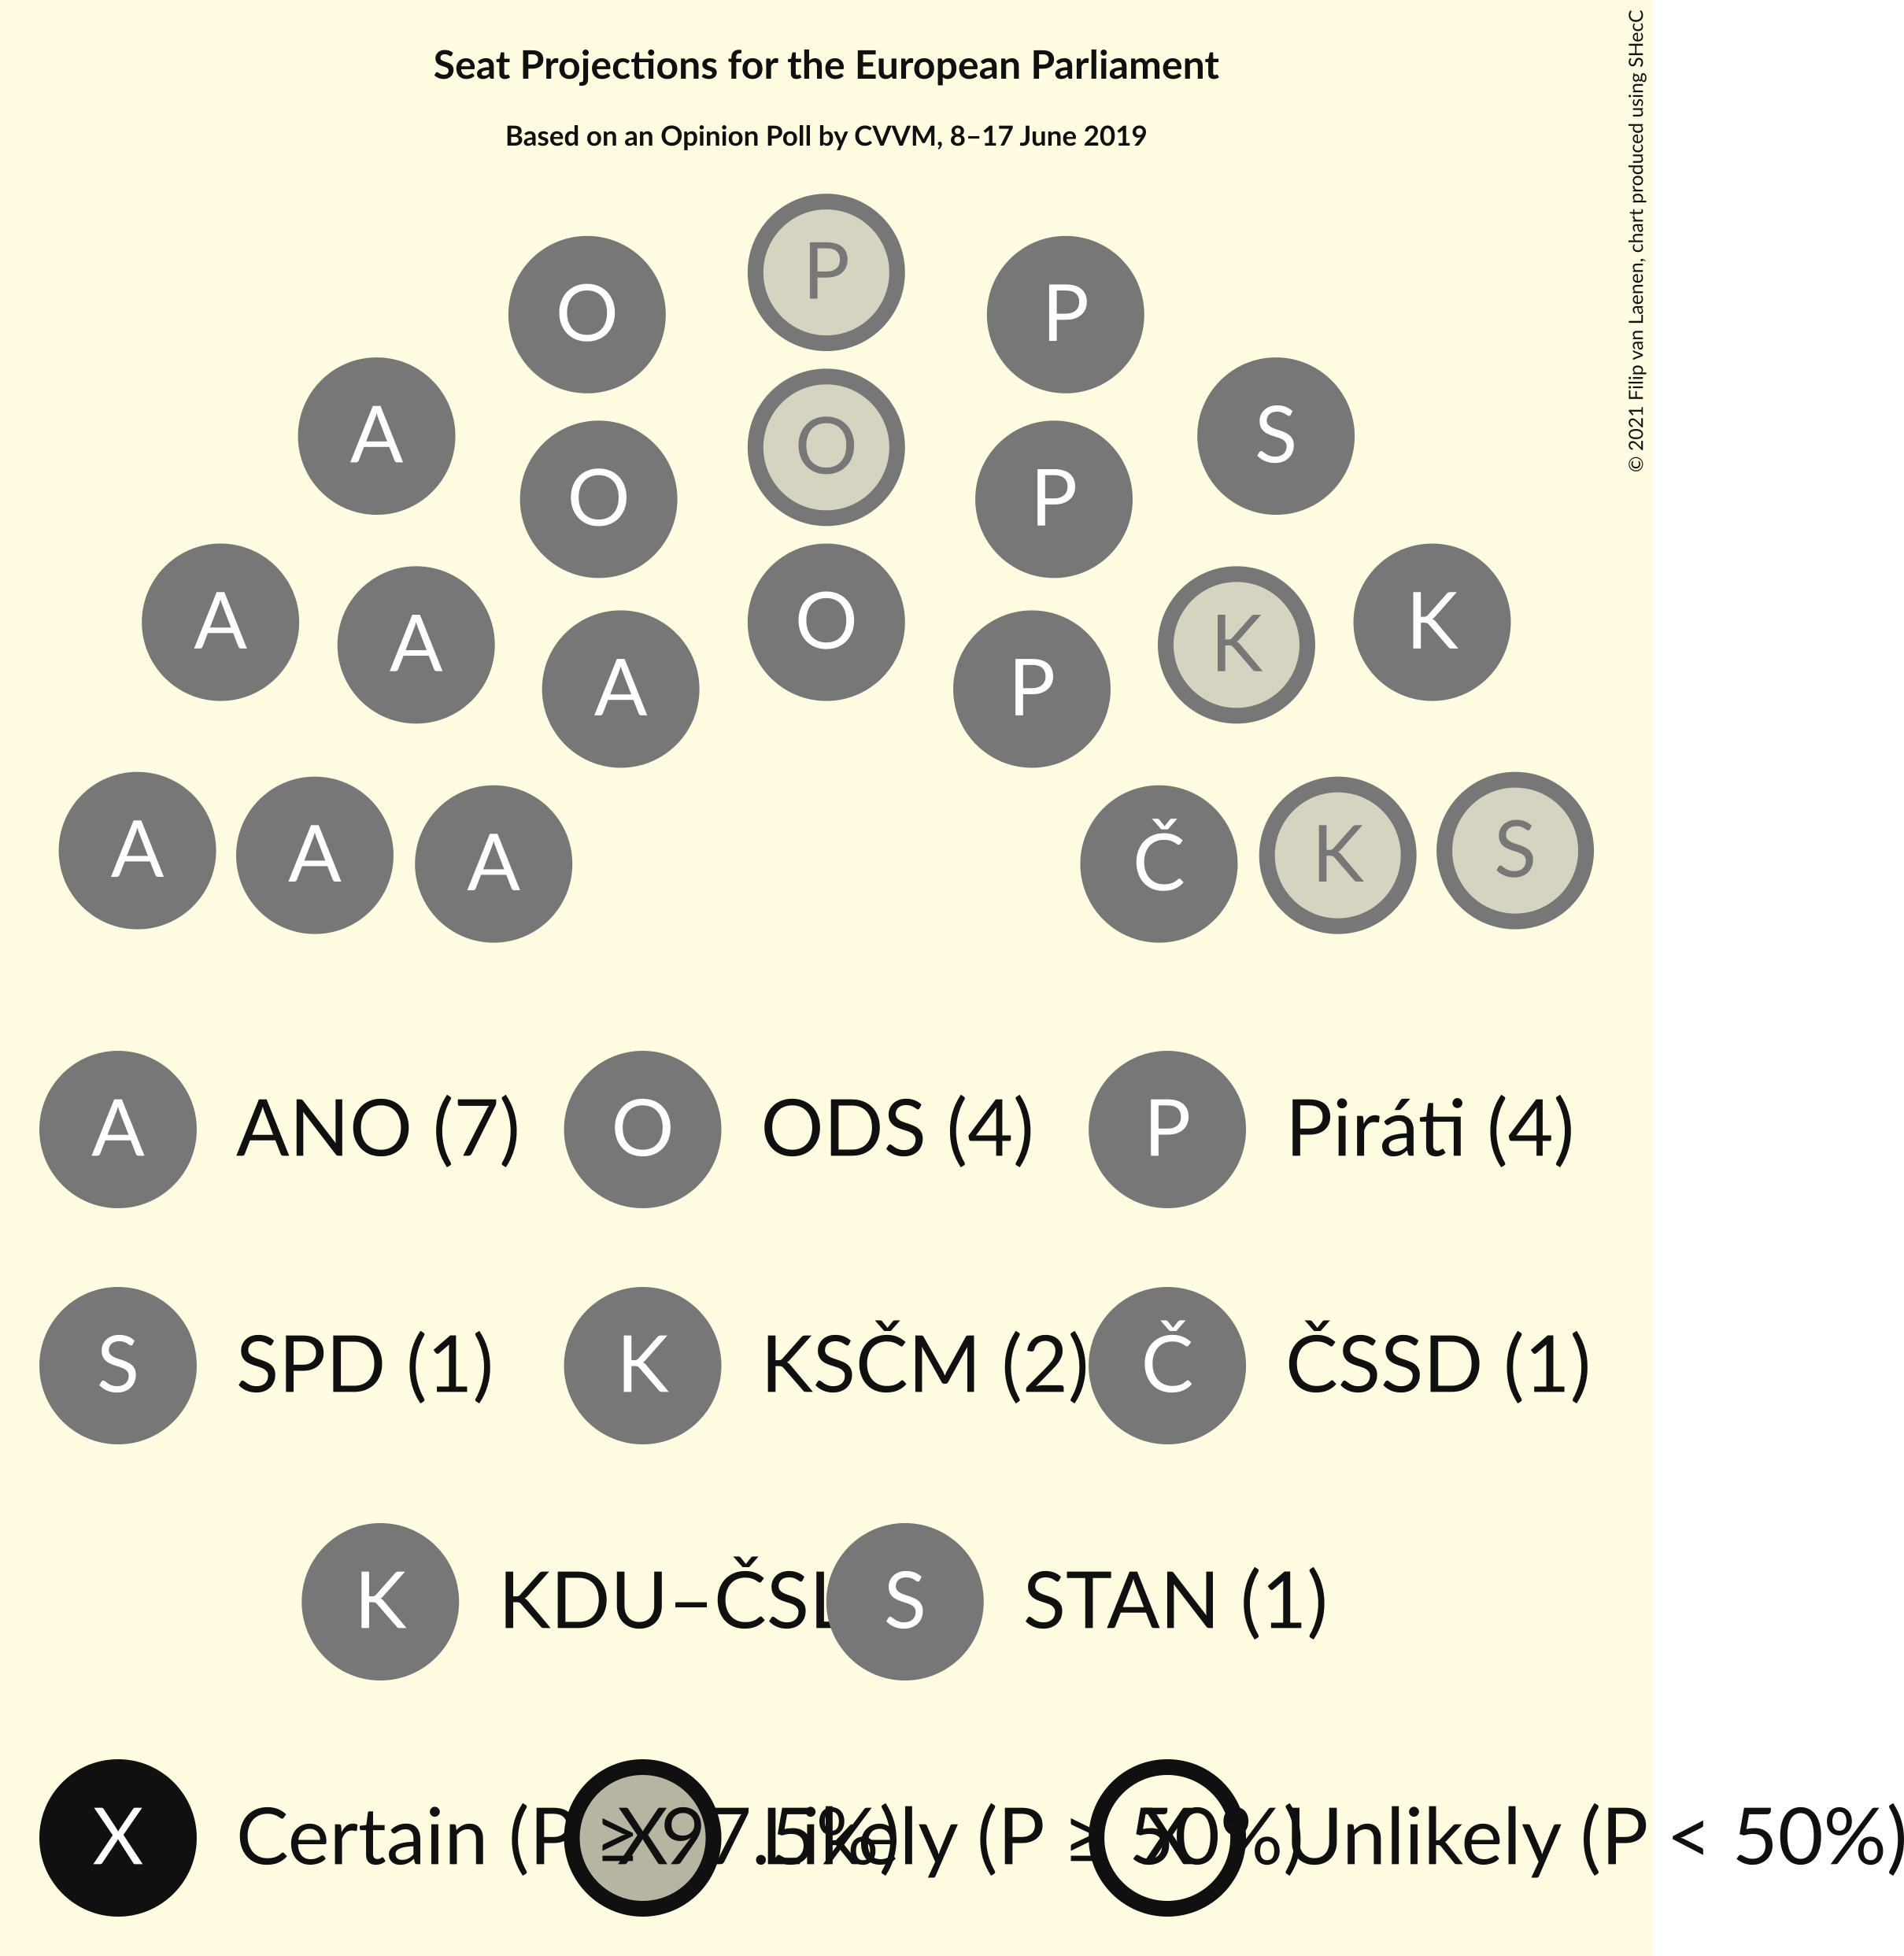 Seat Projections for the European Parliament
Based on an Opinion Poll by CVVM, 8–17 June 2019
© 2021 Filip van Laenen, chart produced using SHecC
P
O P
O
A S
O P
A O K
A K
A P
A S
A K
A Č
A ANO (7) O ODS (4) P Piráti (4)
S SPD (1) K KSČM (2) Č ČSSD (1)
K KDU–ČSL S STAN (1)
X Certain (P ≥ 97.5%) X Likely (P ≥ 50%) X Unlikely (P < 50%)